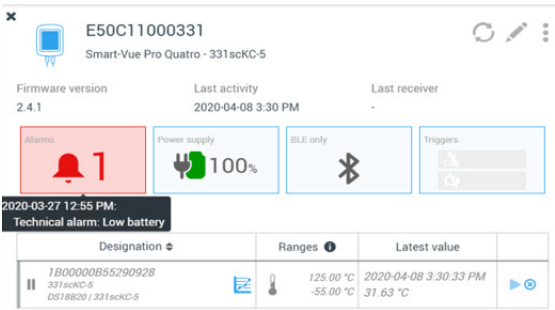 E50C11000331
Smart-Vue Pro Quatro - 331scKC-5
Firmware version
2.4.1
Last activity
2020-04-08 3:30 PM
Last receiver
-
Alarms
1
Power supply
100%
BLE only
Triggers
-
-
2020-03-27 12:55 PM:
Technical alarm: Low battery
Designation
Ranges
Latest value
1B00000B55290928
331scKC-5
DS18B20 | 331scKC-5
125.00 °C
-55.00 °C
2020-04-08 3:30:33 PM
31.63 °C